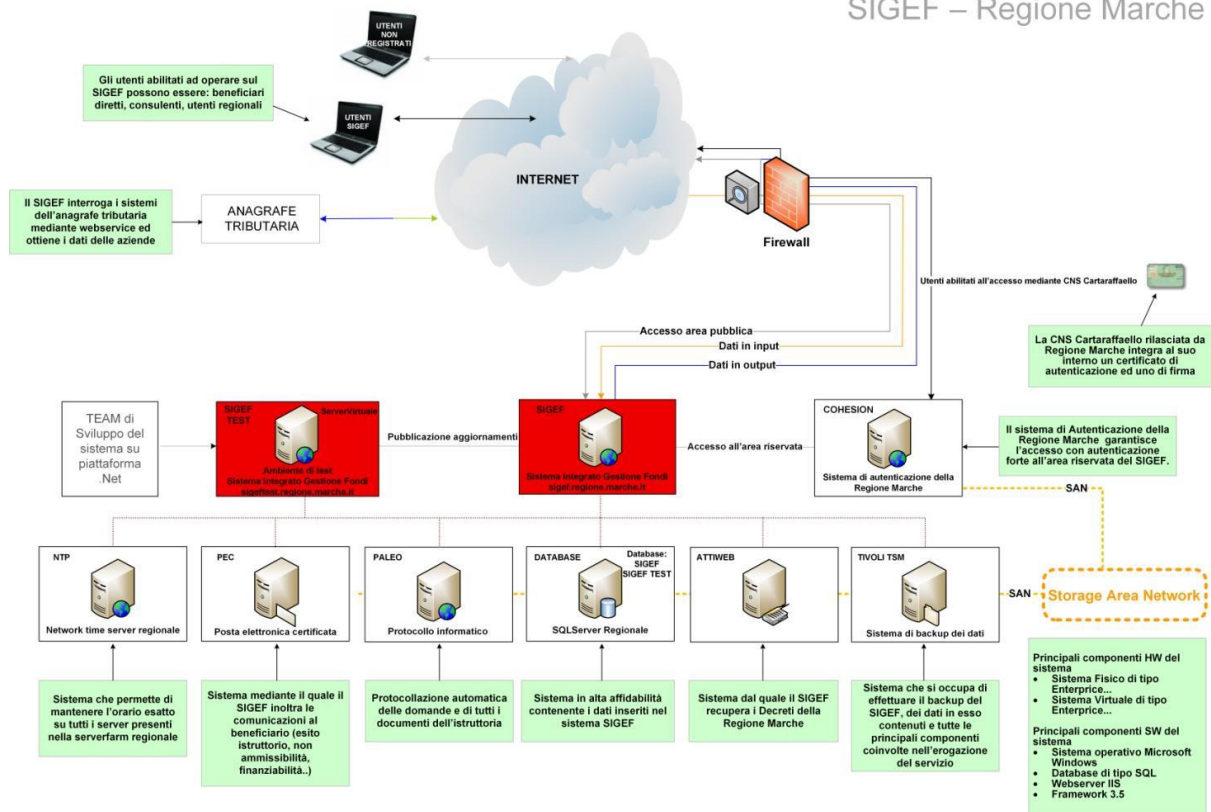 SIGEF – Regione Marche
UTENTI
NON
REGISTRATI
Gli utenti abilitati ad operare sul
SIGEF possono essere: beneficiari
diretti, consulenti, utenti regionali
UTENTI
SIGEF
INTERNET
Il SIGEF interroga i sistemi
dell'anagrafe tributaria
mediante webservice ed
ottiene i dati delle aziende
ANAGRAFE
TRIBUTARIA
Firewall
Utenti abilitati all'accesso mediante CNS Cartaraffaello
La CNS Cartaraffaello rilasciata da
Regione Marche integra al suo
interno un certificato di
autenticazione ed uno di firma
Accesso area pubblica
Dati in input
Dati in output
TEAM di
Sviluppo del
sistema su
piattaforma
.Net
SIGEF
TEST
ServerVirtuale
Ambiente di test
Sistema Integrato Gestione Fondi
sigeftest.regione.marche.it
Pubblicazione aggiornamenti
SIGEF
Sistema Integrato Gestione Fondi
sigef.regione.marche.it
Accesso all'area riservata
COHESION
Sistema di autenticazione della
Regione Marche
Il sistema di Autenticazione della
Regione Marche garantisce
l'accesso con autenticazione
forte all'area riservata del SIGEF.
SAN
NTP
Network time server regionale
PEC
Posta elettronica certificata
PALEO
Protocollo informatico
DATABASE
Database:
SIGEF
SIGEF TEST
SQLServer Regionale
ATTIWEB
TIVOLI TSM
Sistema di backup dei dati
SAN
Storage Area Network
Sistema che permette di
mantenere l'orario esatto
su tutti i server presenti
nella serverfarm regionale
Sistema mediante il quale il
SIGEF inoltra le
comunicazioni al
beneficiario (esito
istruttorio, non
ammissibilità,
finanziabilità..)
Protocollazione automatica
delle domande e di tutti i
documenti dell'istruttoria
Sistema in alta affidabilità
contenente i dati inseriti nel
sistema SIGEF
Sistema dal quale il SIGEF
recupera i Decreti della
Regione Marche
Sistema che si occupa di
effettuare il backup del
SIGEF, dei dati in esso
contenuti e tutte le
principali componenti
coinvolte nell'erogazione
del servizio
Principali componenti HW del
sistema
• Sistema Fisico di tipo
Enterprice...
• Sistema Virtuale di tipo
Enterprice...
Principali componenti SW del
sistema
• Sistema operativo Microsoft
Windows
• Database di tipo SQL
• Webserver IIS
• Framework 3.5